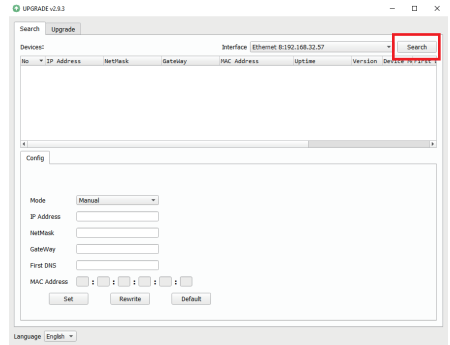 UPGRADE v2.9.3
Search Upgrade
Devices: Interface Ethernet 8:192.168.32.57 Search
No IP Address NetMask GateWay MAC Address Uptime Version Device
Config
Mode Manual
IP Address
NetMask
GateWay
First DNS
MAC Address : : : : :
Set Rewrite Default
Language English